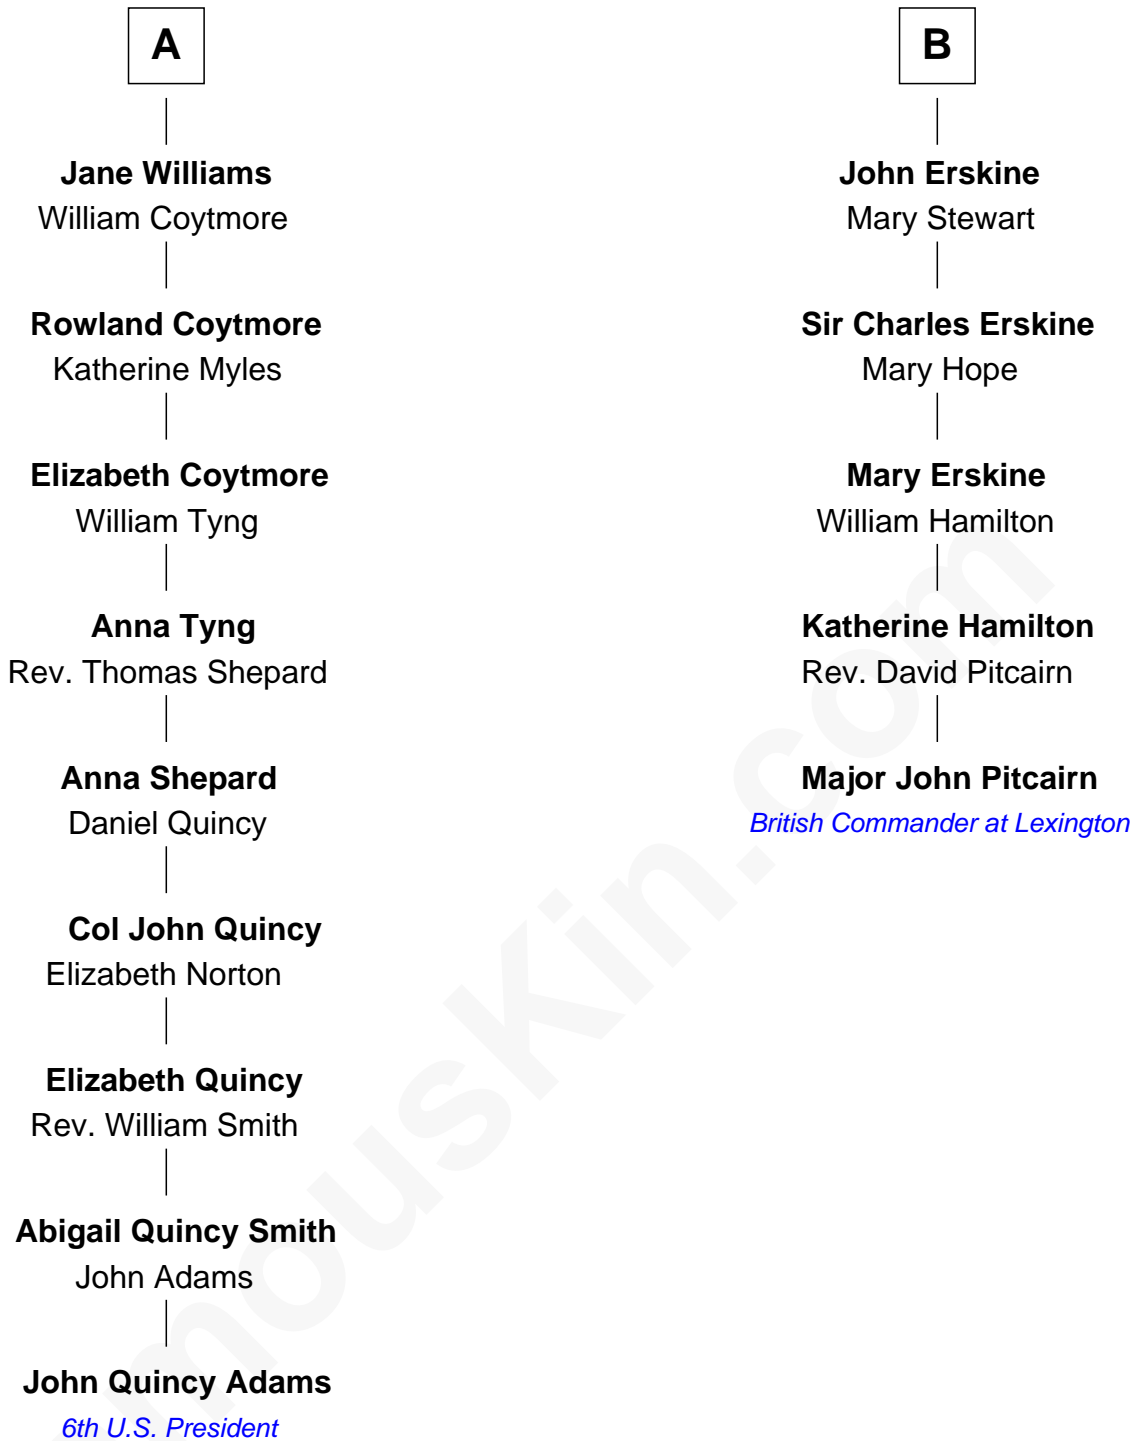 A
Jane Williams
William Coytmore
Rowland Coytmore
Katherine Myles
Elizabeth Coytmore
William Tyng
Anna Tyng
Rev. Thomas Shepard
Anna Shepard
Daniel Quincy
Col John Quincy
Elizabeth Norton
Elizabeth Quincy
Rev. William Smith
Abigail Quincy Smith
John Adams
John Quincy Adams
6th U.S. President
B
John Erskine
Mary Stewart
Sir Charles Erskine
Mary Hope
Mary Erskine
William Hamilton
Katherine Hamilton
Rev. David Pitcairn
Major John Pitcairn
British Commander at Lexington
mousKin.com